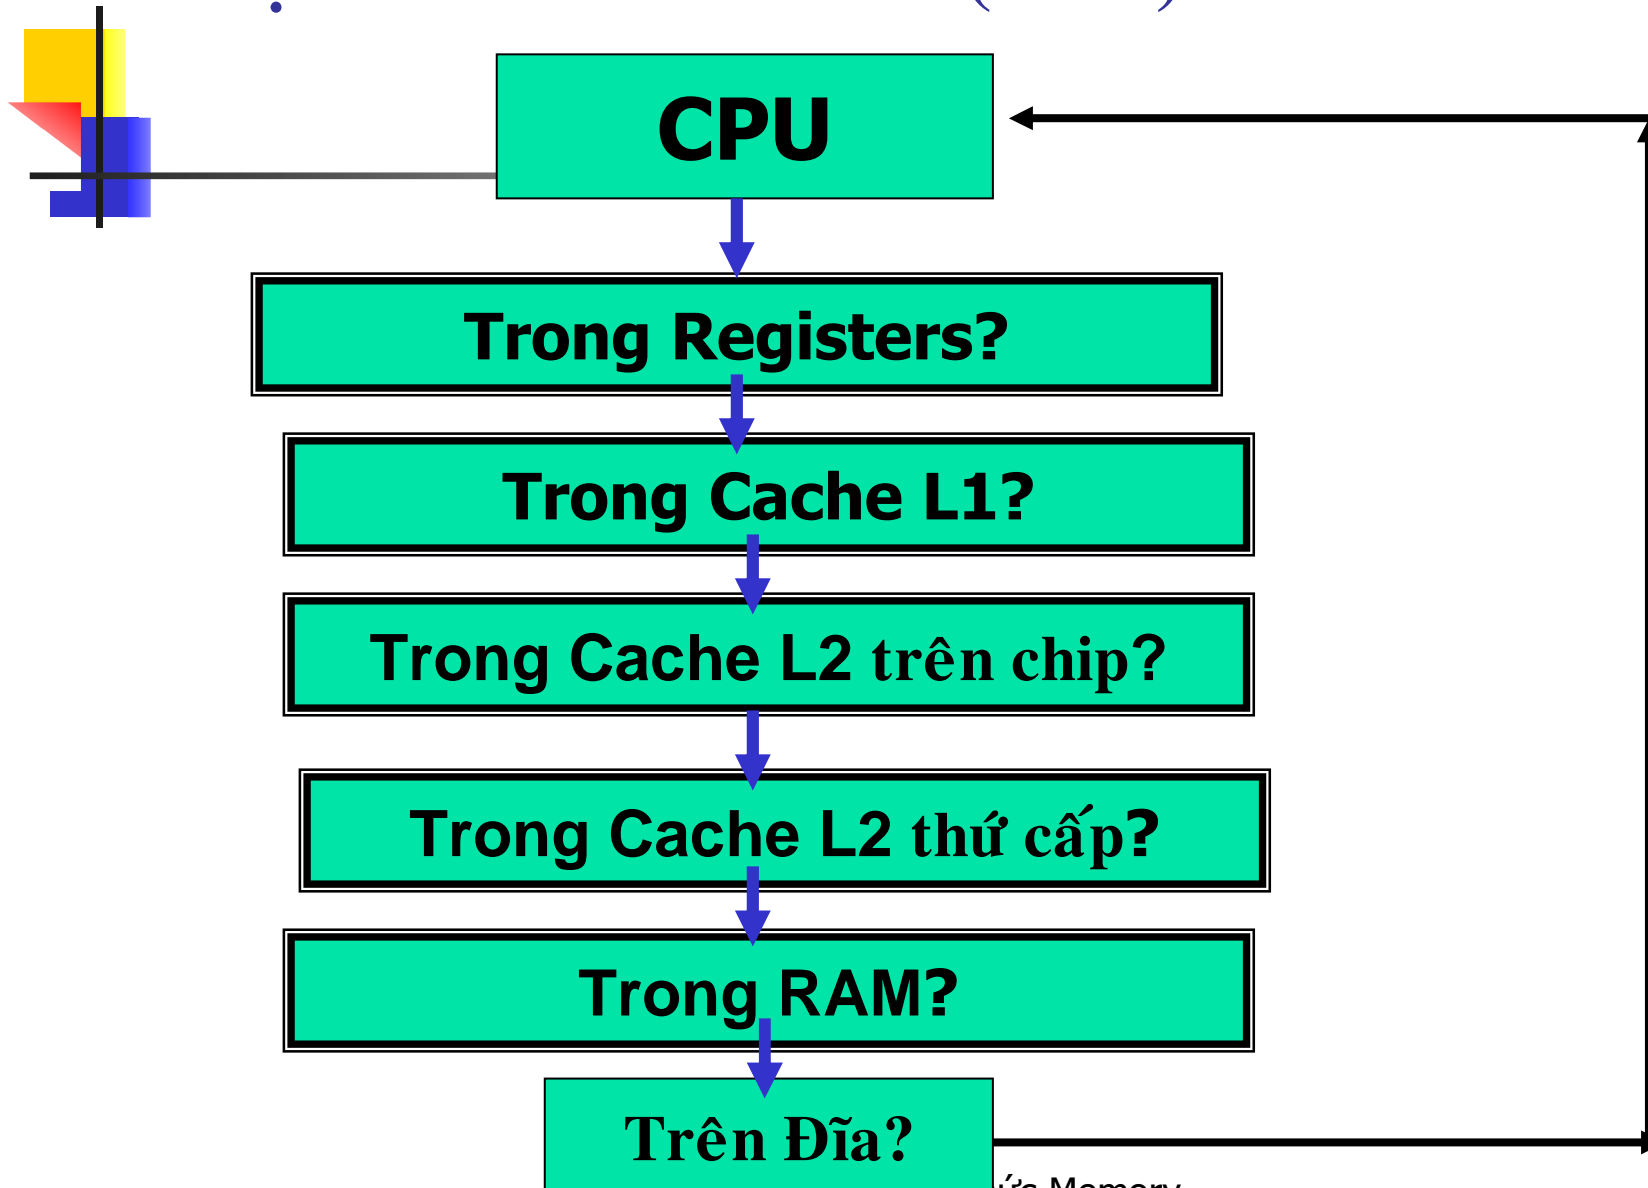 CPU
Trong Registers?
Trong Cache L1?
Trong Cache L2 trên chip?
Trong Cache L2 thứ cấp?
Trong RAM?
Trên Đĩa?
Memory